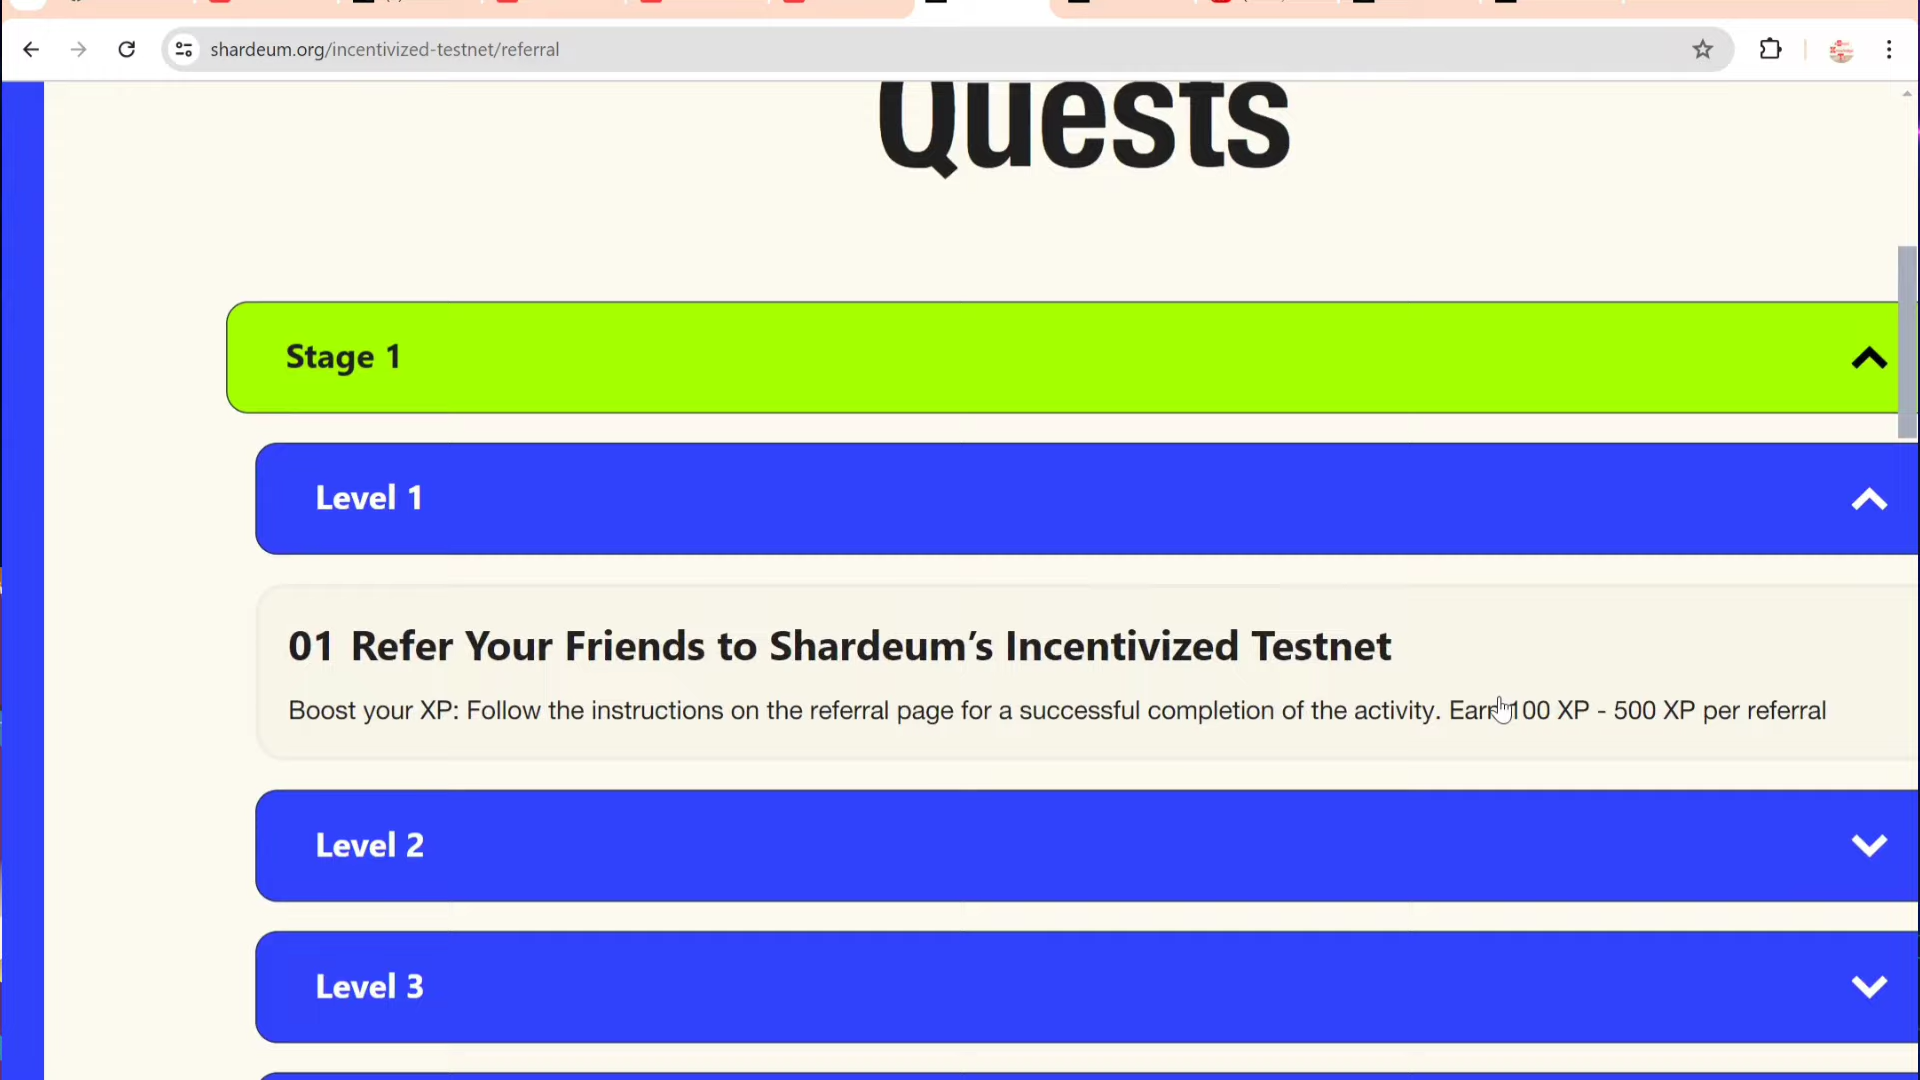 shardeum.org/incentivized-testnet/referral
Quests
Stage 1
Level 1
01 Refer Your Friends to Shardeum’s Incentivized Testnet
Boost your XP: Follow the instructions on the referral page for a successful completion of the activity. Earn 100 XP - 500 XP per referral
Level 2
Level 3